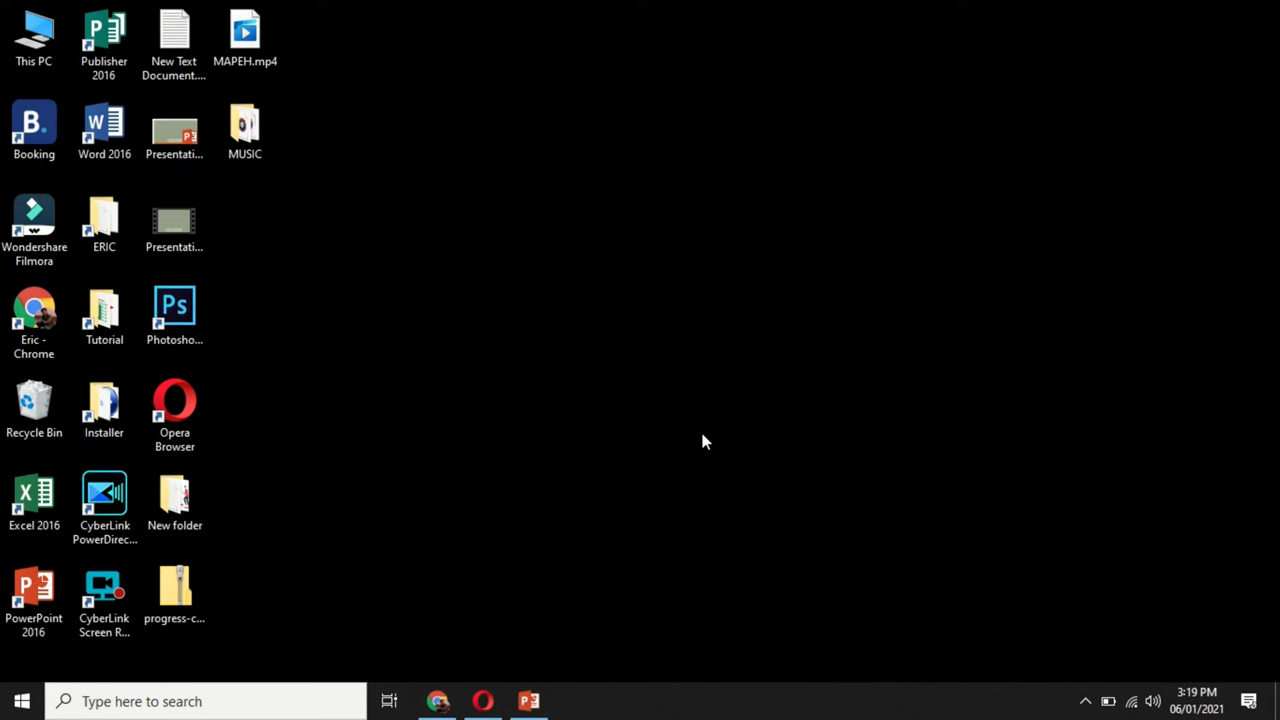 This PC
Publisher
2016
New Text
Document....
MAPEH.mp4
B.
Booking
Word 2016
Presentati...
MUSIC
Wondershare
Filmora
ERIC
Presentati...
Eric -
Chrome
Tutorial
Ps
Photosho...
Recycle Bin
Installer
Opera
Browser
Excel 2016
CyberLink
PowerDirec...
New folder
PowerPoint
2016
CyberLink
Screen R...
progress-c...
Type here to search
3:19 PM
06/01/2021